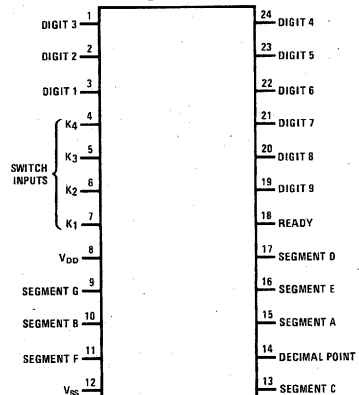 DIGIT 3 1 24 DIGIT 4
DIGIT 2 2 23 DIGIT 5
DIGIT 1 3 22 DIGIT 6
K4 4 21 DIGIT 7
K3 5 20 DIGIT 8
SWITCH
INPUTS
K2 6 19 DIGIT 9
K1 7 18 READY
VDD 8 17 SEGMENT D
SEGMENT G 9 16 SEGMENT E
SEGMENT B 10 15 SEGMENT A
SEGMENT F 11 14 DECIMAL POINT
VSS 12 13 SEGMENT C